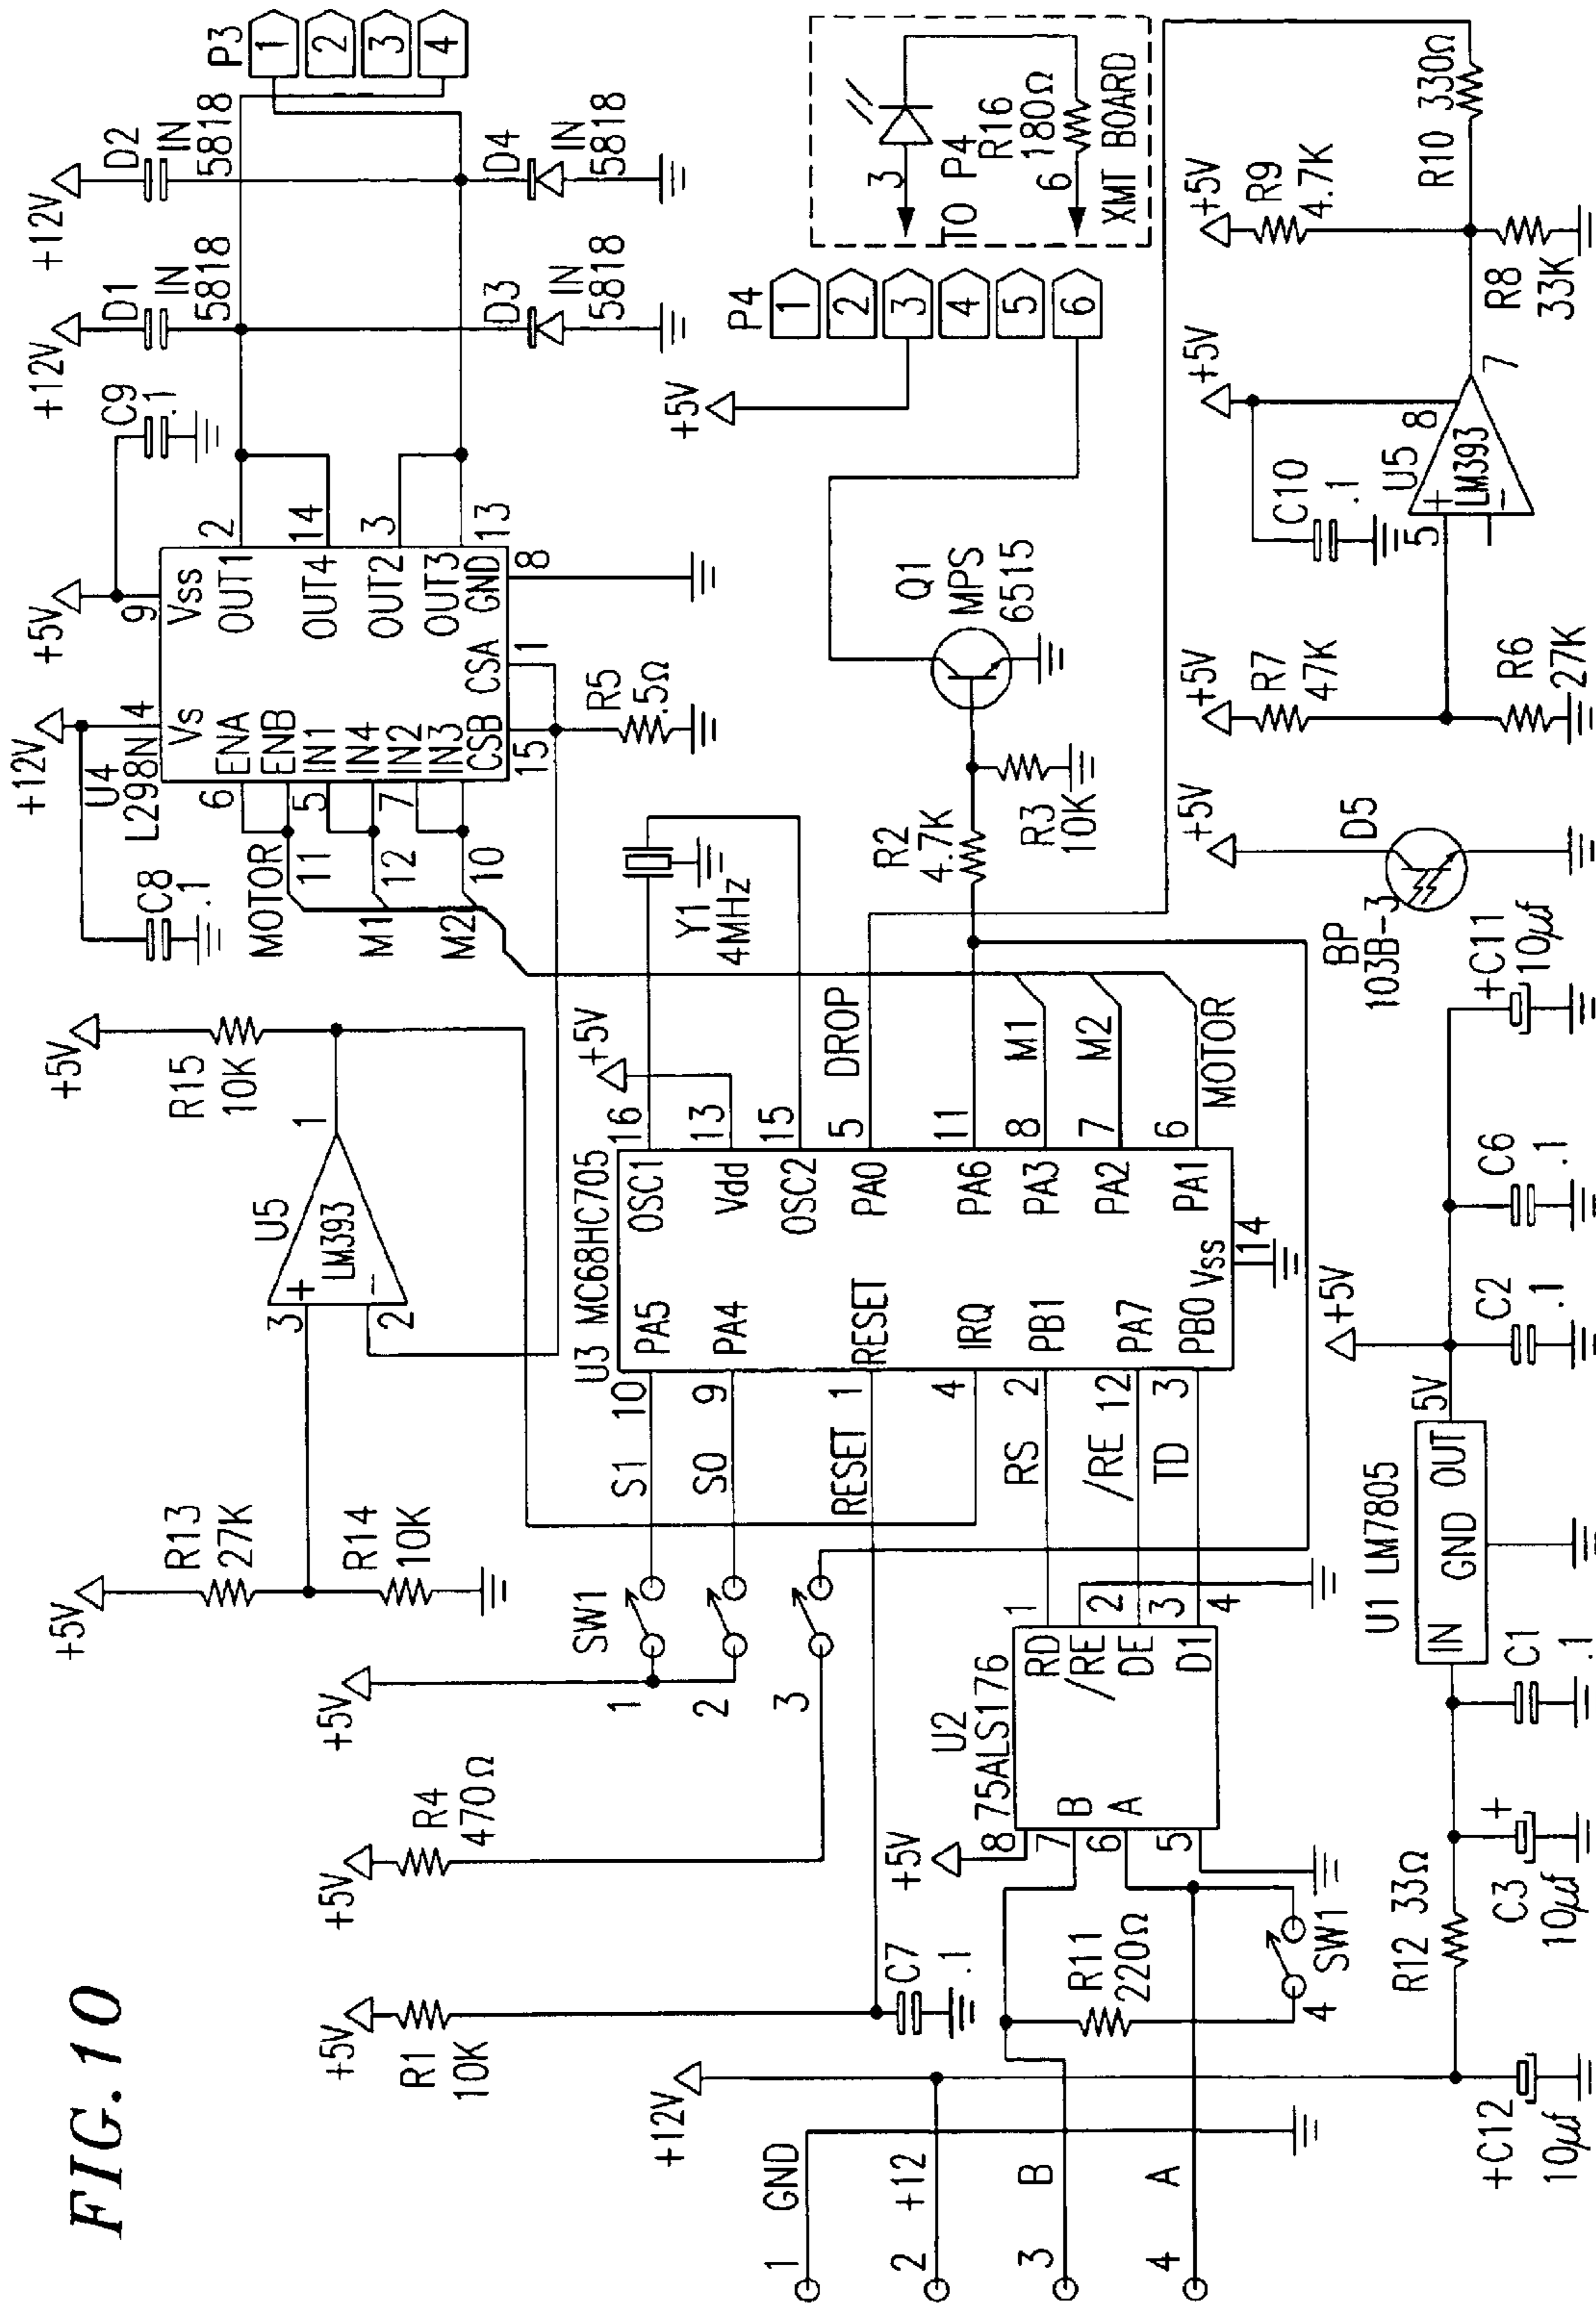 FIG.10
+5V
R13
27K
R14
10K
3
2
+
−
U5
LM393
1
+5V
R15
10K
+12V
C8
.1
U4
L298N
4
Vs
+5V
9
Vss
C9
.1
MOTOR
6
ENA
11
ENB
5
IN1
M1
12
IN4
7
IN2
M2
10
IN3
15
CSB
1
CSA
8
GND
OUT1
2
OUT4
14
OUT2
3
OUT3
13
R5
.5Ω
+12V
D1
IN
5818
+12V
D2
IN
5818
D3
IN
5818
D4
IN
5818
P3
1
2
3
4
+5V
R1
10K
C7
.1
+5V
R4
470Ω
+5V
SW1
1
2
3
S1
10
S0
9
RESET
1
4
RS
2
/RE
12
TD
3
U3 MC68HC705
PA5
PA4
RESET
IRQ
PB1
PA7
PB0
Vss
14
OSC1
16
Vdd
13
+5V
OSC2
15
PA0
5
DROP
PA6
11
PA3
8
M1
PA2
7
M2
PA1
6
MOTOR
Y1
4MHz
R2
4.7K
R3
10K
Q1
MPS
6515
+5V
P4
1
2
3
4
5
6
3
TO P4
R16
180Ω
6
XMT BOARD
1
GND
2
+12
3
B
4
A
+12V
R11
220Ω
4
SW1
+5V
8
7
6
5
U2
75ALS176
B
A
RD
/RE
DE
D1
1
2
3
4
+C12
10µf
R12 33Ω
C3
+
10µf
C1
.1
U1 LM7805
IN
GND
OUT
5V
+5V
C2
.1
C6
.1
+C11
10µf
BP
103B-3
D5
+5V
+5V
R7
47K
R6
27K
C10
.1
5
+
−
U5
LM393
8
7
+5V
+5V
R9
4.7K
R8
33K
R10 330Ω